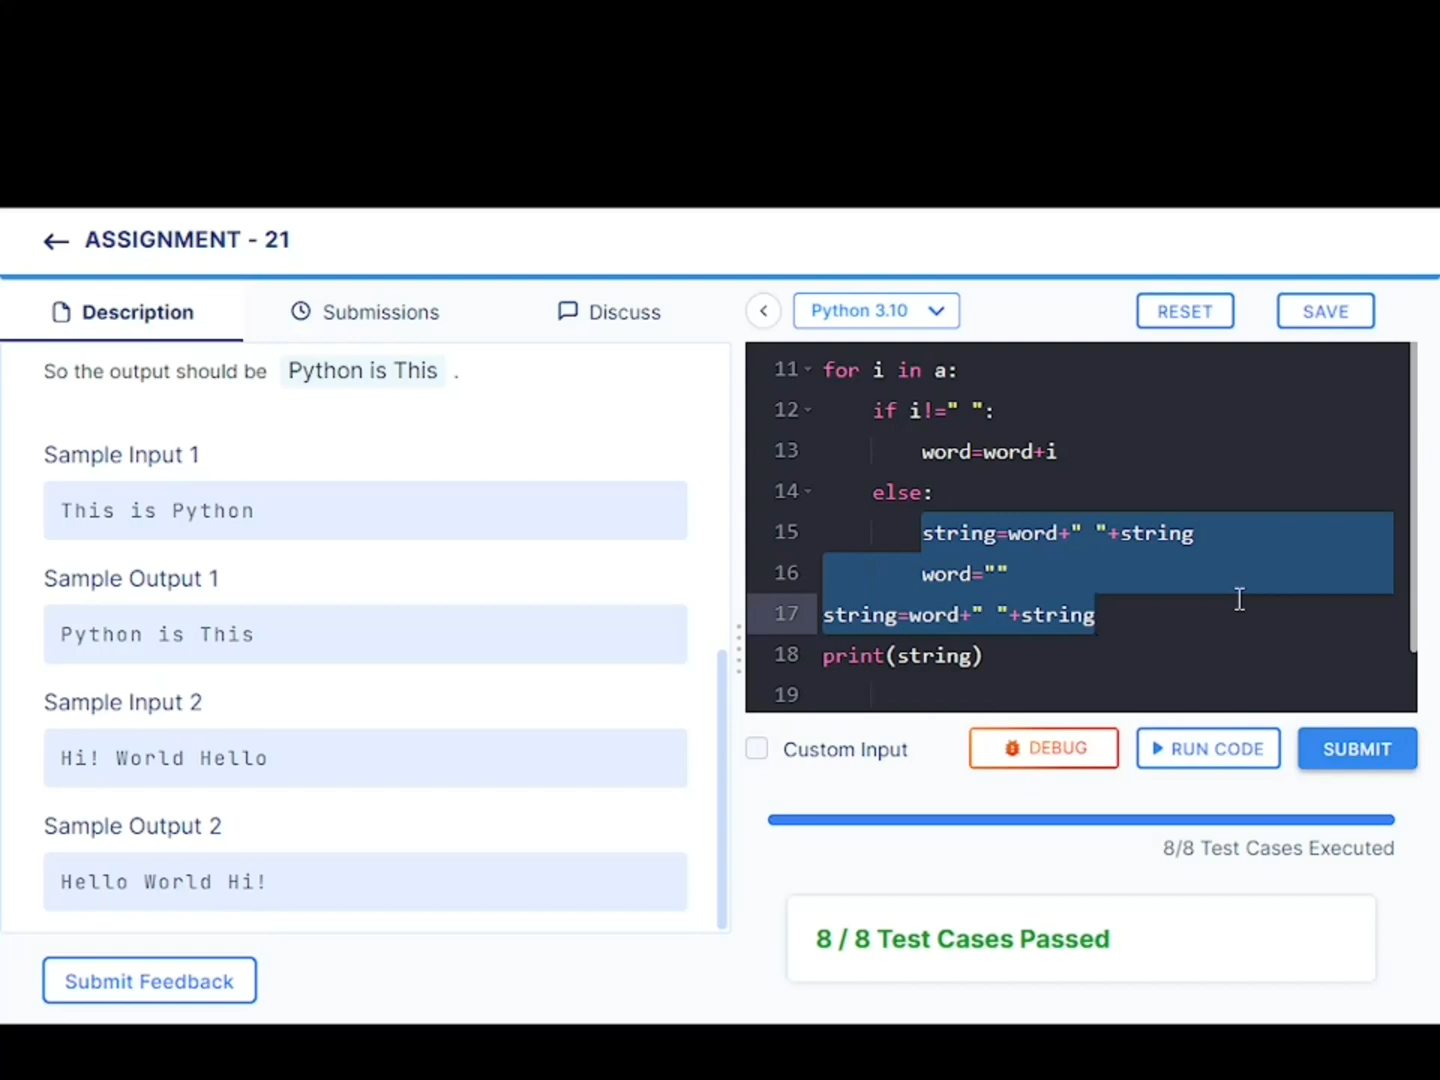 ASSIGNMENT - 21
Description
Submissions
Discuss
So the output should be Python is This .
Sample Input 1
This is Python
Sample Output 1
Python is This
Sample Input 2
Hi! World Hello
Sample Output 2
Hello World Hi!
Submit Feedback
Python 3.10
RESET
SAVE
11 for i in a:
12 if i!=" ":
13 word=word+i
14 else:
15 string=word+" "+string
16 word=""
17 string=word+" "+string
18 print(string)
19
Custom Input
DEBUG
RUN CODE
SUBMIT
8/8 Test Cases Executed
8 / 8 Test Cases Passed